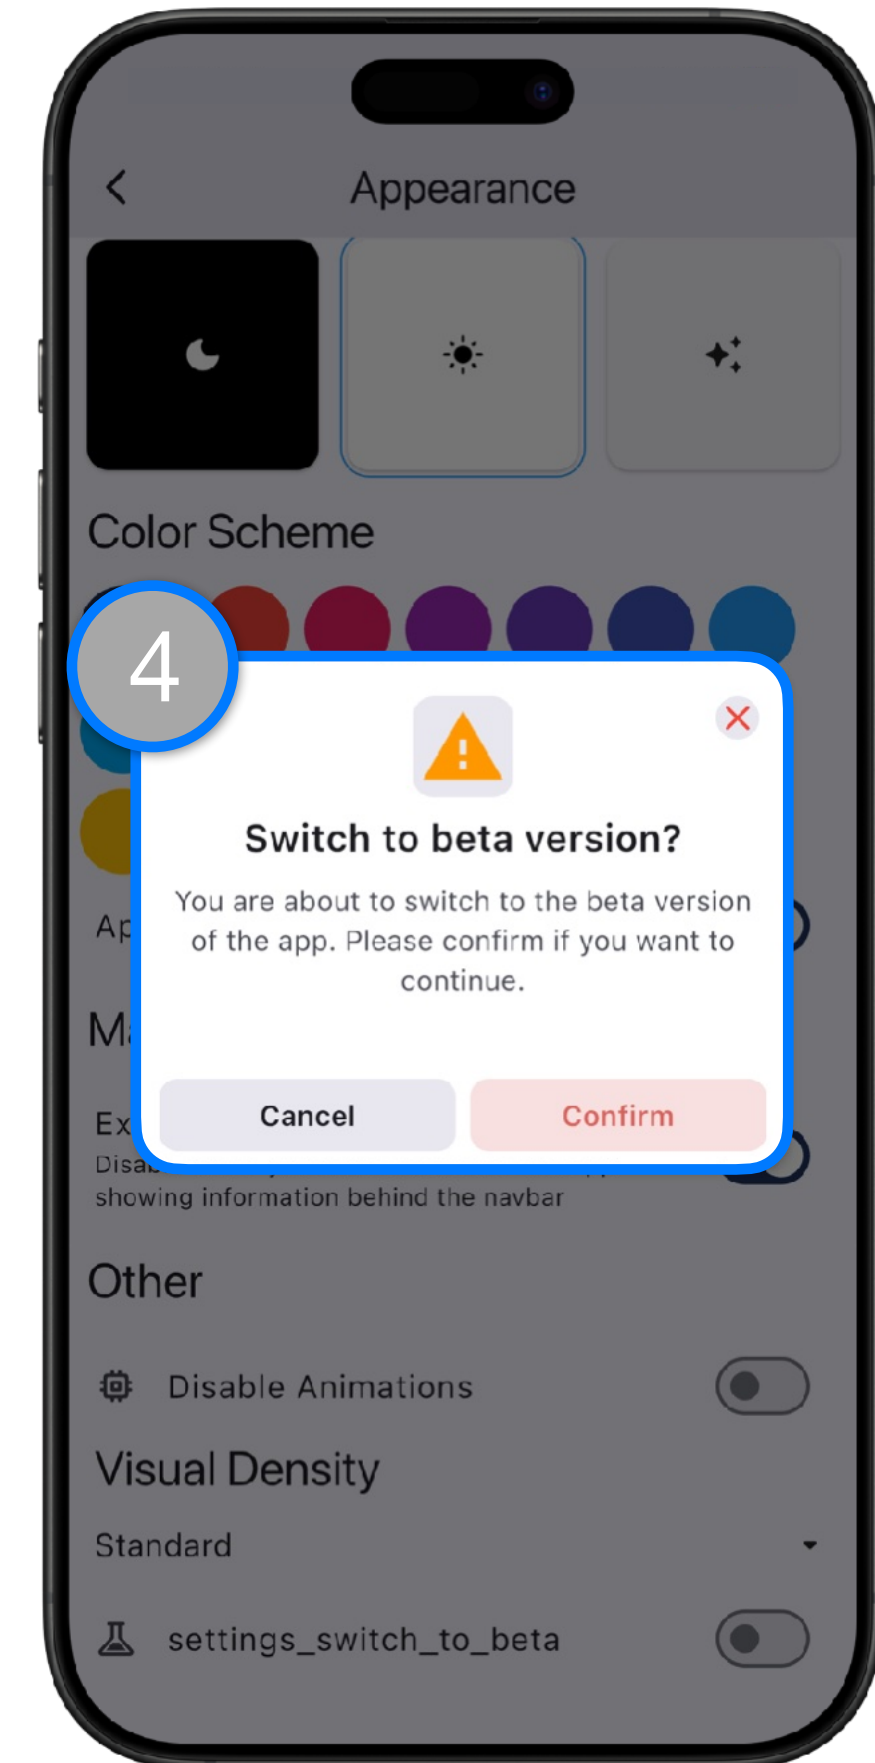 Appearance
Color Scheme
4
Switch to beta version?
You are about to switch to the beta version
of the app. Please confirm if you want to
continue.
Cancel
Confirm
showing information behind the navbar
Other
Disable Animations
Visual Density
Standard
settings_switch_to_beta